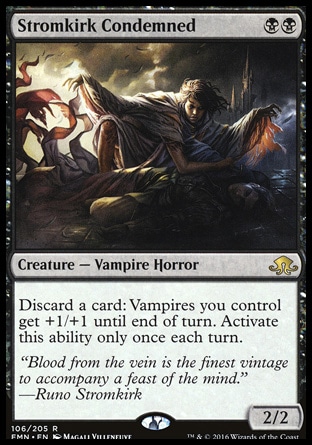 Stromkirk Condemned
Creature — Vampire Horror
Discard a card: Vampires you control
get +1/+1 until end of turn. Activate
this ability only once each turn.
“Blood from the vein is the finest vintage
to accompany a feast of the mind.”
—Runo Stromkirk
106/205 R
EMN • EN Magali Villeneuve
2/2
™ & © 2016 Wizards of the Coast